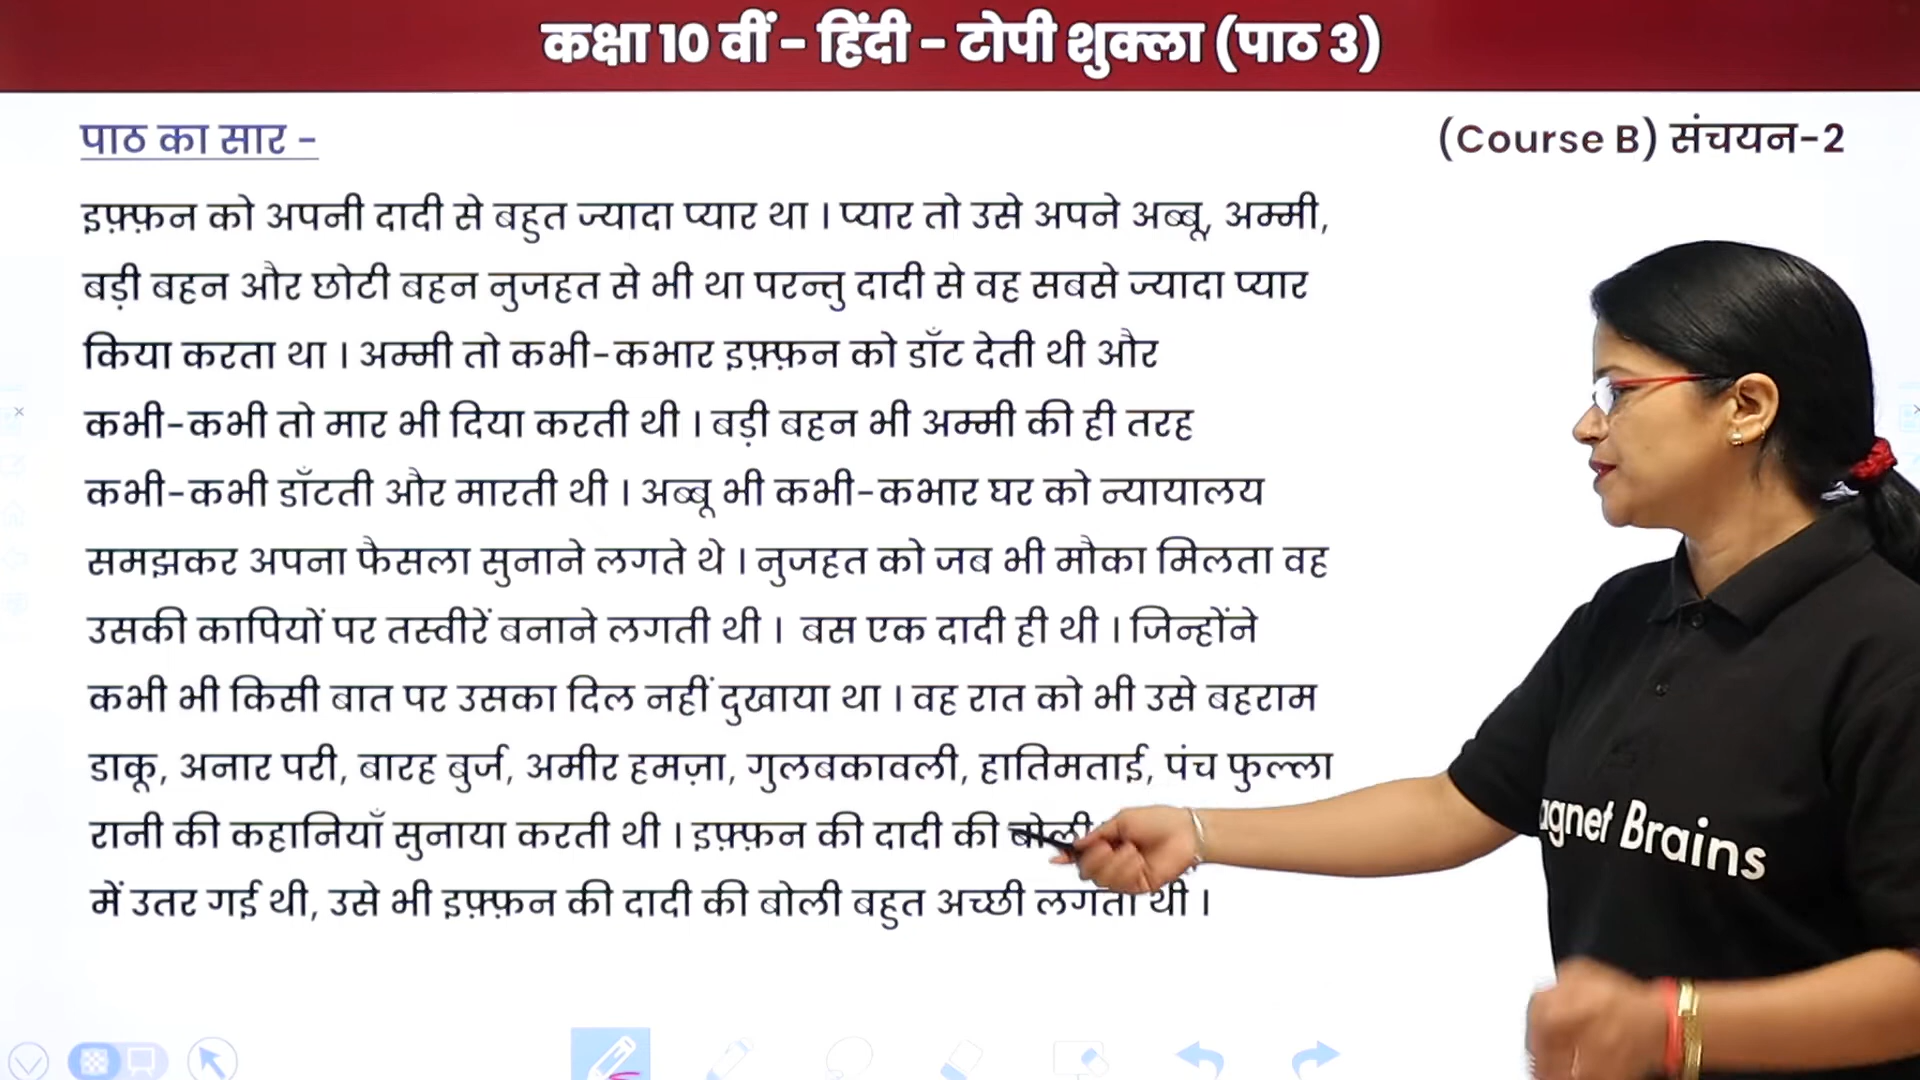 कक्षा 10 वीं - हिंदी - टोपी शुक्ला (पाठ 3)
पाठ का सार -
(Course B) संचयन-2
इफ़्फ़न को अपनी दादी से बहुत ज्यादा प्यार था । प्यार तो उसे अपने अब्बू, अम्मी,
बड़ी बहन और छोटी बहन नुजहत से भी था परन्तु दादी से वह सबसे ज्यादा प्यार
किया करता था । अम्मी तो कभी-कभार इफ़्फ़न को डाँट देती थी और
कभी-कभी तो मार भी दिया करती थी । बड़ी बहन भी अम्मी की ही तरह
कभी-कभी डाँटती और मारती थी । अब्बू भी कभी-कभार घर को न्यायालय
समझकर अपना फैसला सुनाने लगते थे । नुजहत को जब भी मौका मिलता वह
उसकी कापियों पर तस्वीरें बनाने लगती थी । बस एक दादी ही थी । जिन्होंने
कभी भी किसी बात पर उसका दिल नहीं दुखाया था । वह रात को भी उसे बहराम
डाकू, अनार परी, बारह बुर्ज, अमीर हमज़ा, गुलबकावली, हातिमताई, पंच फुल्ला
रानी की कहानियाँ सुनाया करती थी । इफ़्फ़न की दादी की बोली
में उतर गई थी, उसे भी इफ़्फ़न की दादी की बोली बहुत अच्छी लगती थी ।
agnet Brains